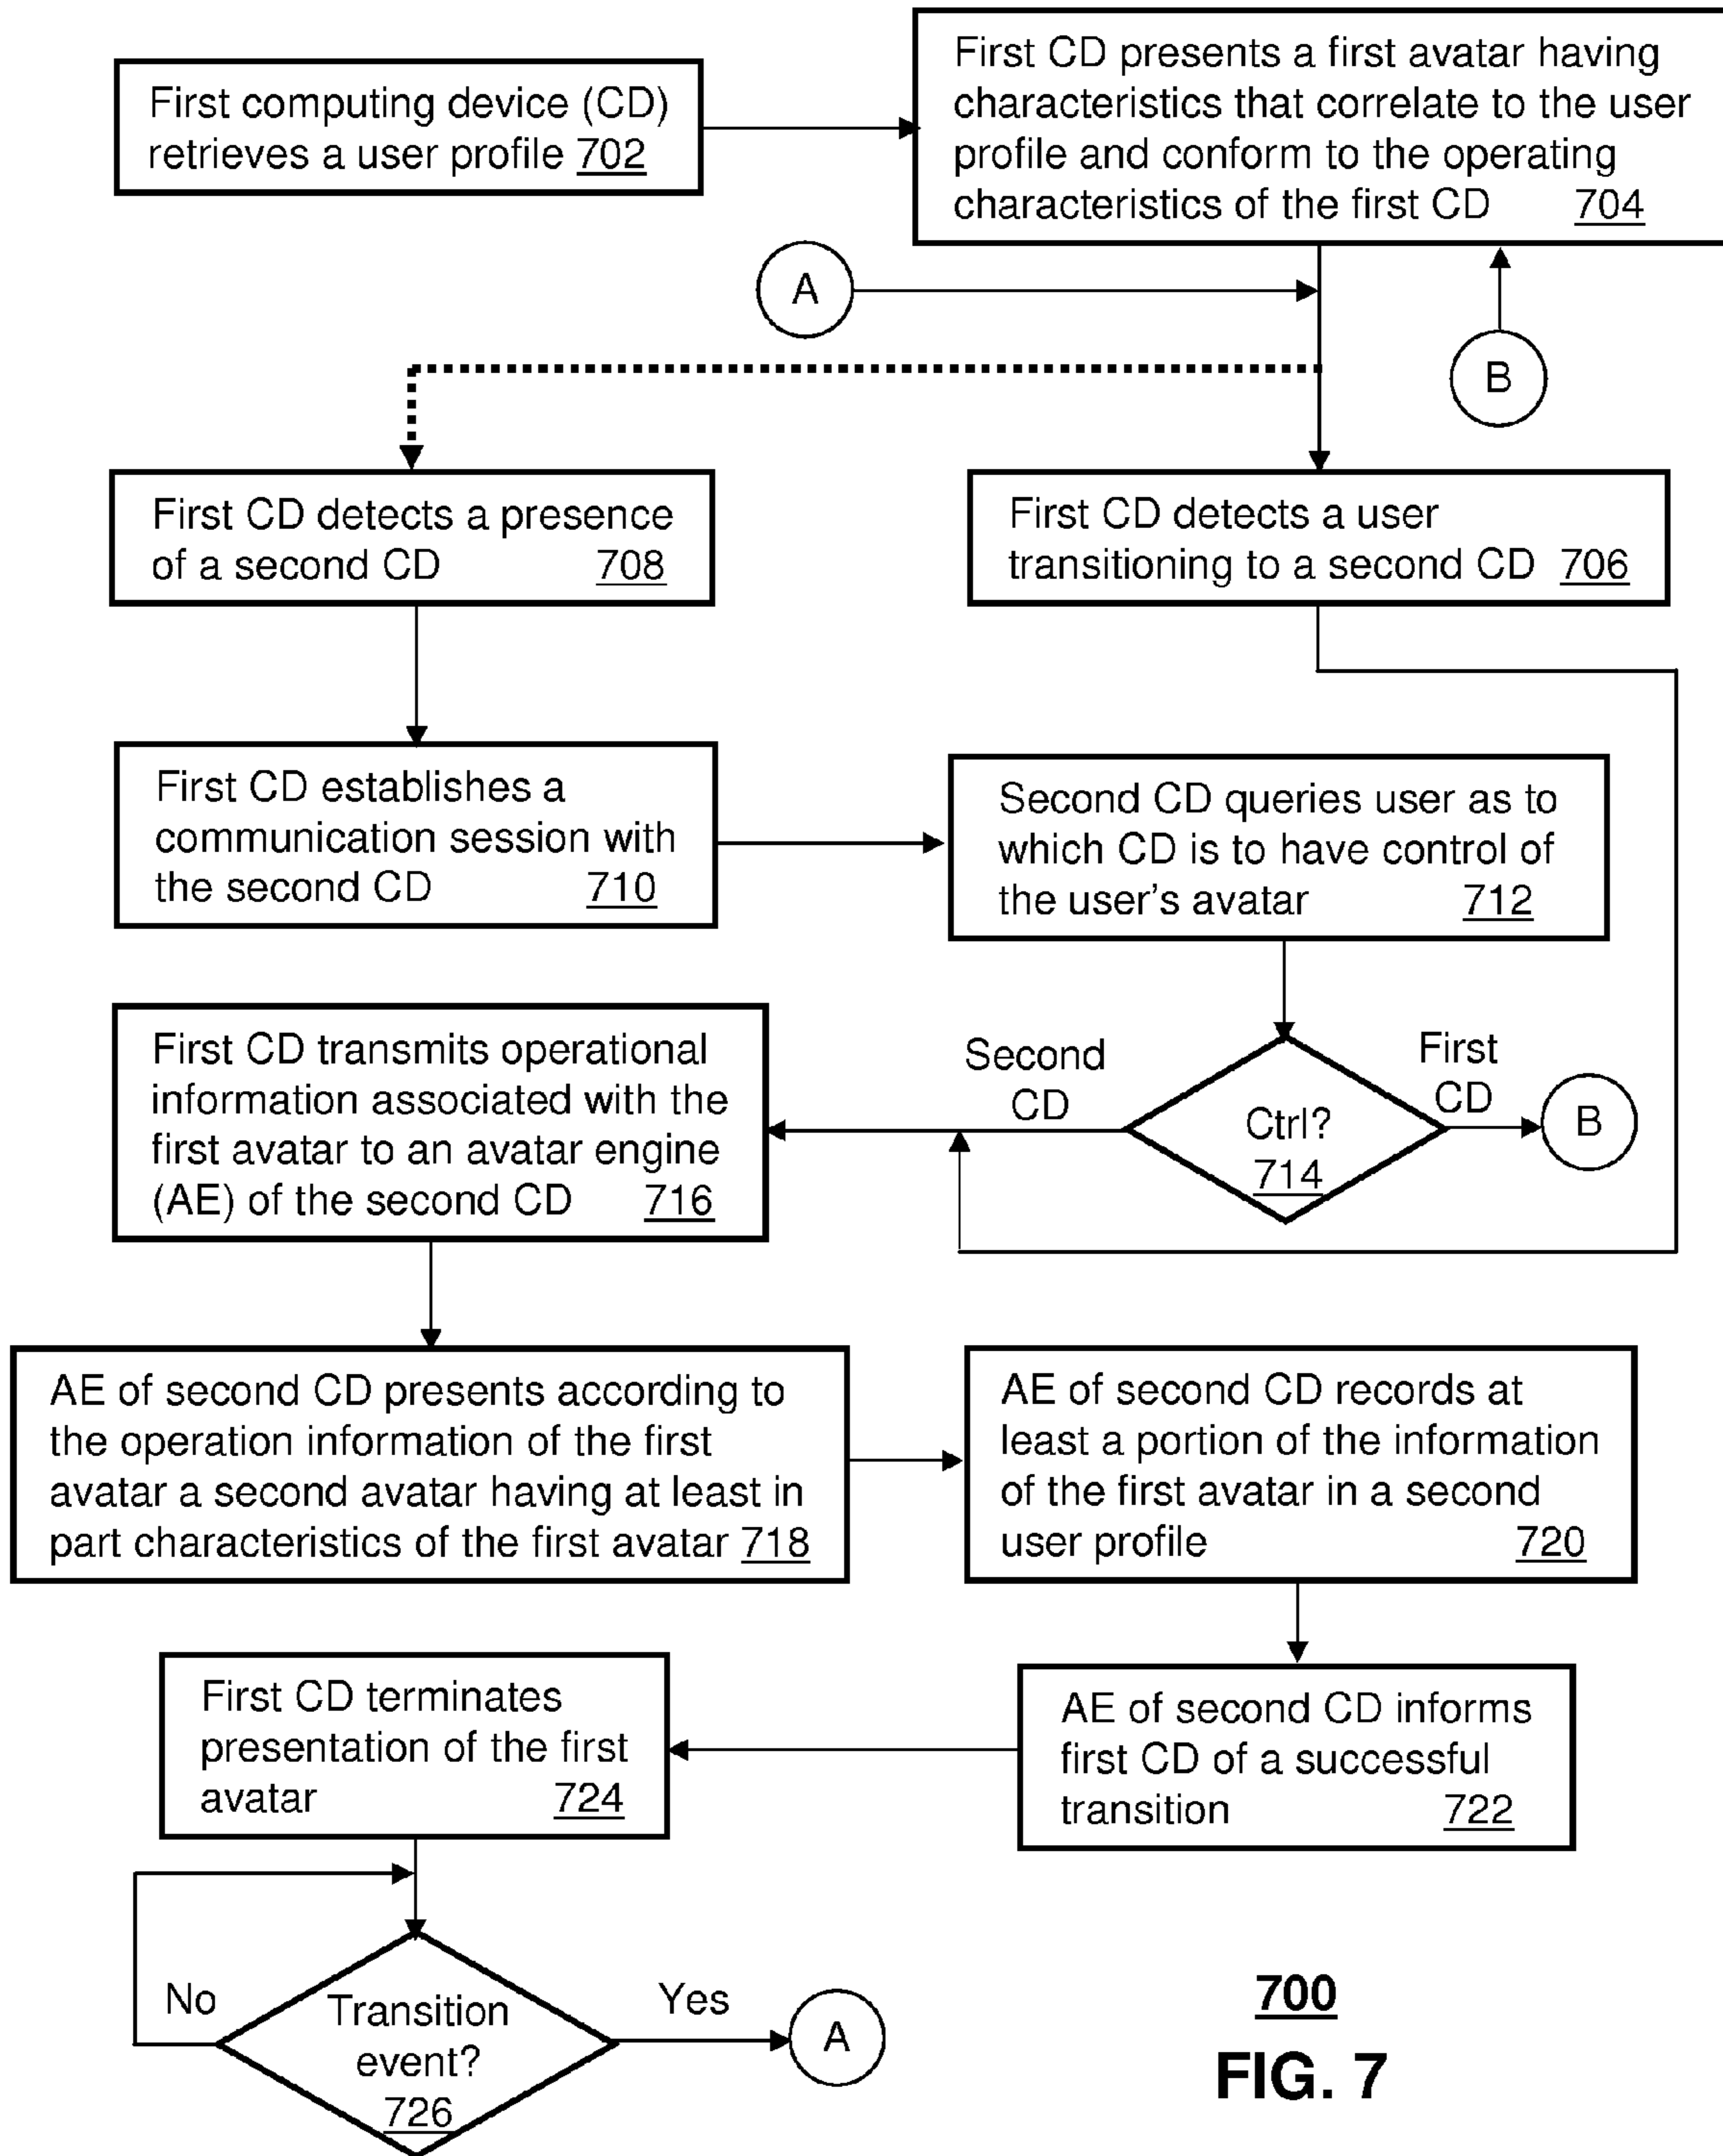 First computing device (CD)
retrieves a user profile 702
First CD presents a first avatar having
characteristics that correlate to the user
profile and conform to the operating
characteristics of the first CD 704
A
B
First CD detects a presence
of a second CD 708
First CD detects a user
transitioning to a second CD 706
First CD establishes a
communication session with
the second CD 710
Second CD queries user as to
which CD is to have control of
the user's avatar 712
First CD transmits operational
information associated with the
first avatar to an avatar engine
(AE) of the second CD 716
Second
CD
Ctrl?
714
First
CD
B
AE of second CD presents according to
the operation information of the first
avatar a second avatar having at least in
part characteristics of the first avatar 718
AE of second CD records at
least a portion of the information
of the first avatar in a second
user profile 720
First CD terminates
presentation of the first
avatar 724
AE of second CD informs
first CD of a successful
transition 722
No
Transition
event?
726
Yes
A
700
FIG. 7